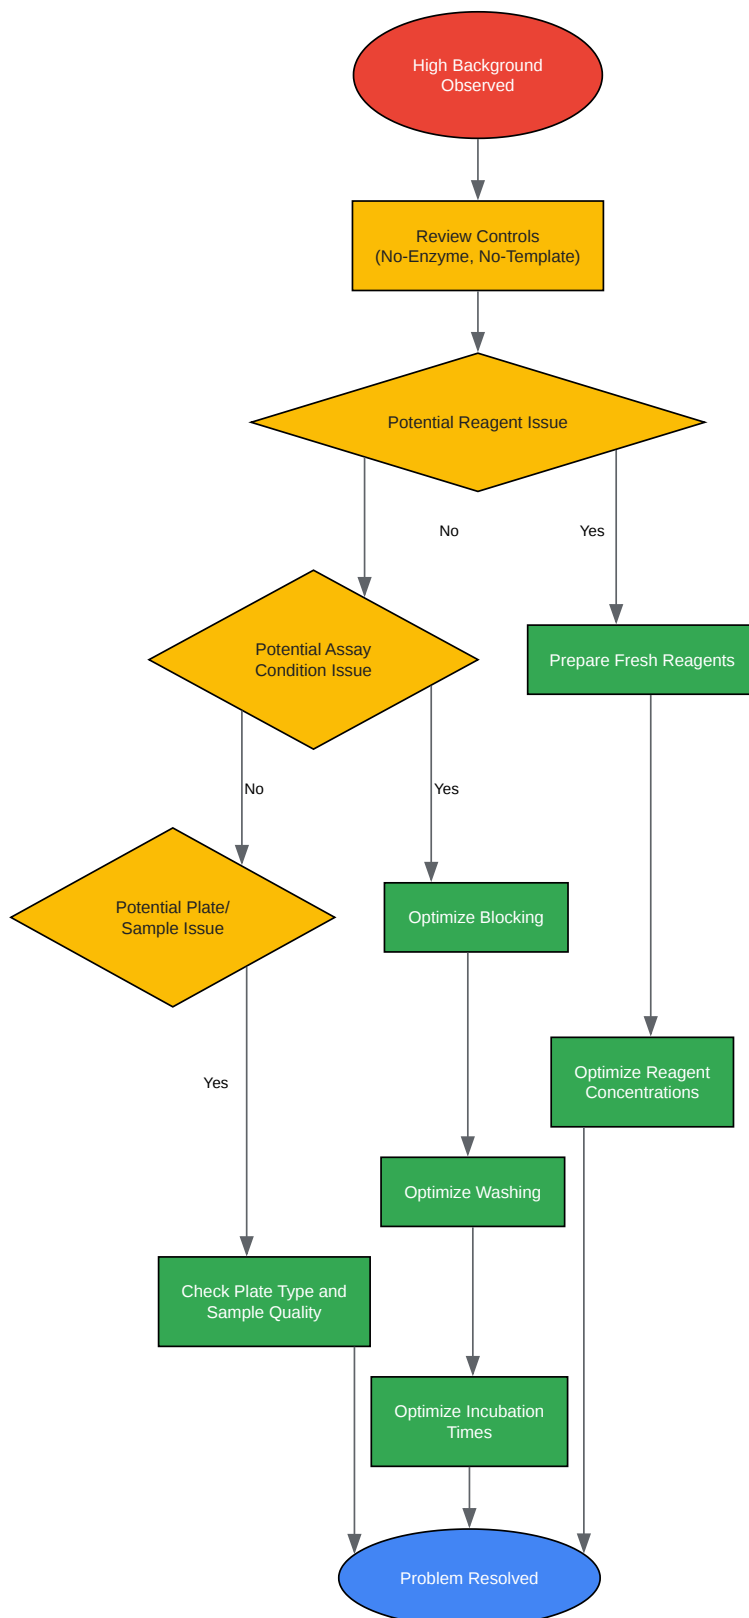 High Background
Observed
Review Controls
(No-Enzyme, No-Template)
Potential Reagent Issue
No
Yes
Potential Assay
Condition Issue
Prepare Fresh Reagents
No
Yes
Potential Plate/
Sample Issue
Optimize Blocking
Yes
Optimize Reagent
Concentrations
Optimize Washing
Check Plate Type and
Sample Quality
Optimize Incubation
Times
Problem Resolved